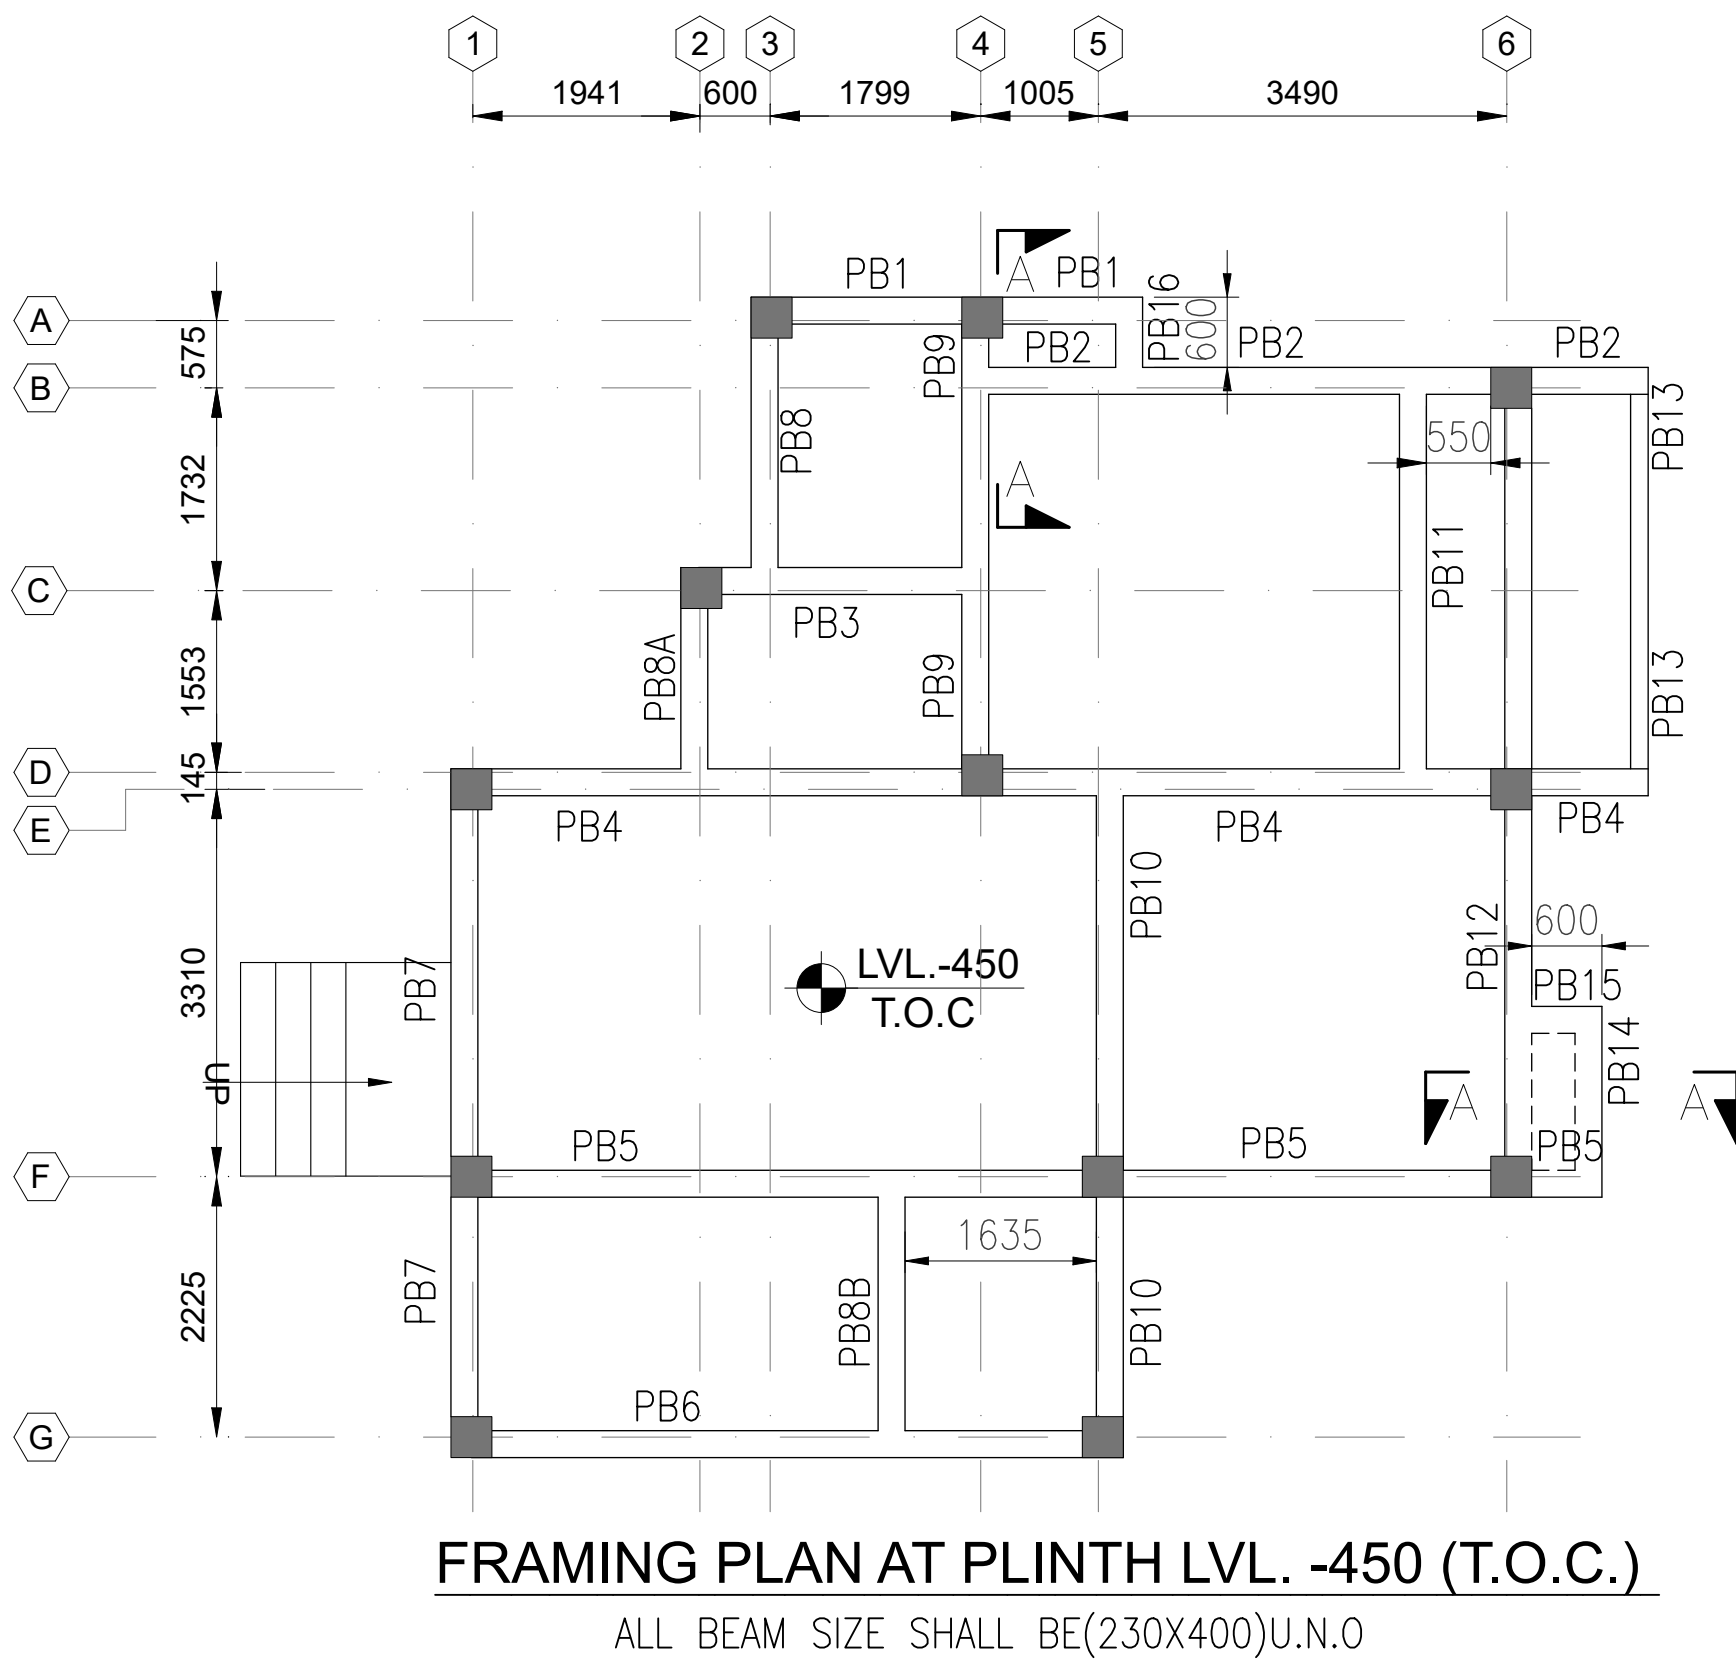 1 2 3 4 5 6
1941 600 1799 1005 3490
A PB1 A PB1 PB16 600
575
B PB9 PB2 PB2 PB2
PB13
1732 PB8 550
A
PB11
C
PB3
1553 PB8A PB9 PB13
D
145
E PB4 PB4 PB4
PB10
PB12 600
3310 PB7 LVL.-450
T.O.C
PB15
UP PB14
A A
F PB5 PB5 PB5
1635
2225 PB7 PB8B PB10
PB6
G
FRAMING PLAN AT PLINTH LVL. -450 (T.O.C.)
ALL BEAM SIZE SHALL BE(230X400)U.N.O